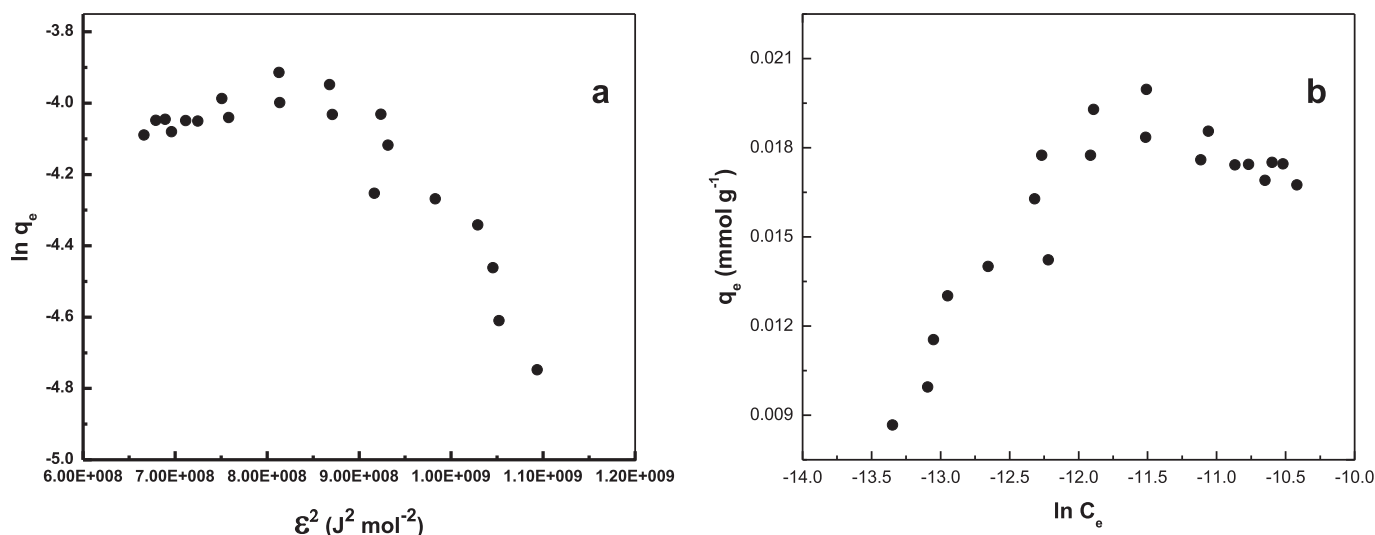 a
-3.8
-4.0
-4.2
-4.4
-4.6
-4.8
-5.0
ln qₑ
6.00E+008 7.00E+008 8.00E+008 9.00E+008 1.00E+009 1.10E+009 1.20E+009
ε² (J² mol⁻²)
b
0.021
0.018
0.015
0.012
0.009
qₑ (mmol g⁻¹)
-14.0 -13.5 -13.0 -12.5 -12.0 -11.5 -11.0 -10.5 -10.0
ln Cₑ